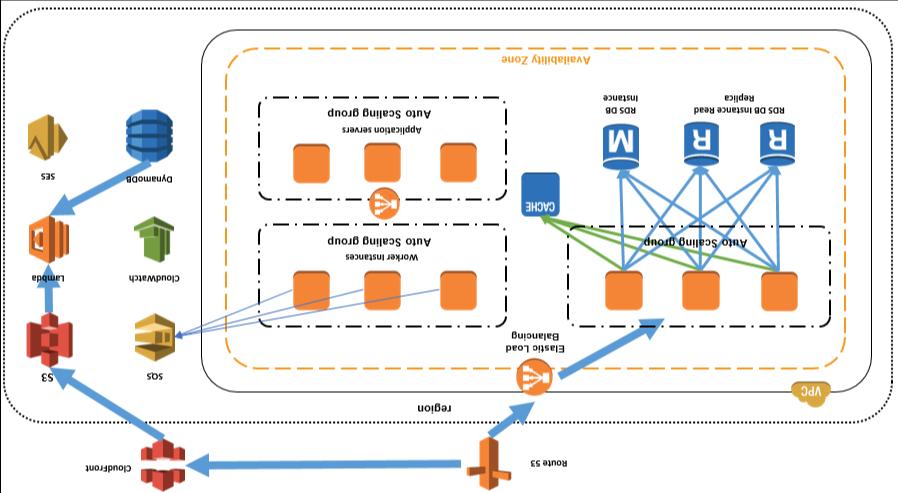 Route 53
CloudFront
region
VPC
Elastic Load
Balancing
SQS
S3
Auto Scaling group
Worker Instances
Auto Scaling group
CloudWatch
Lambda
CACHE
R
R
M
RDS DB Instance Read
Replica
RDS DB
Instance
Application servers
Auto Scaling group
DynamoDB
SES
Availability Zone